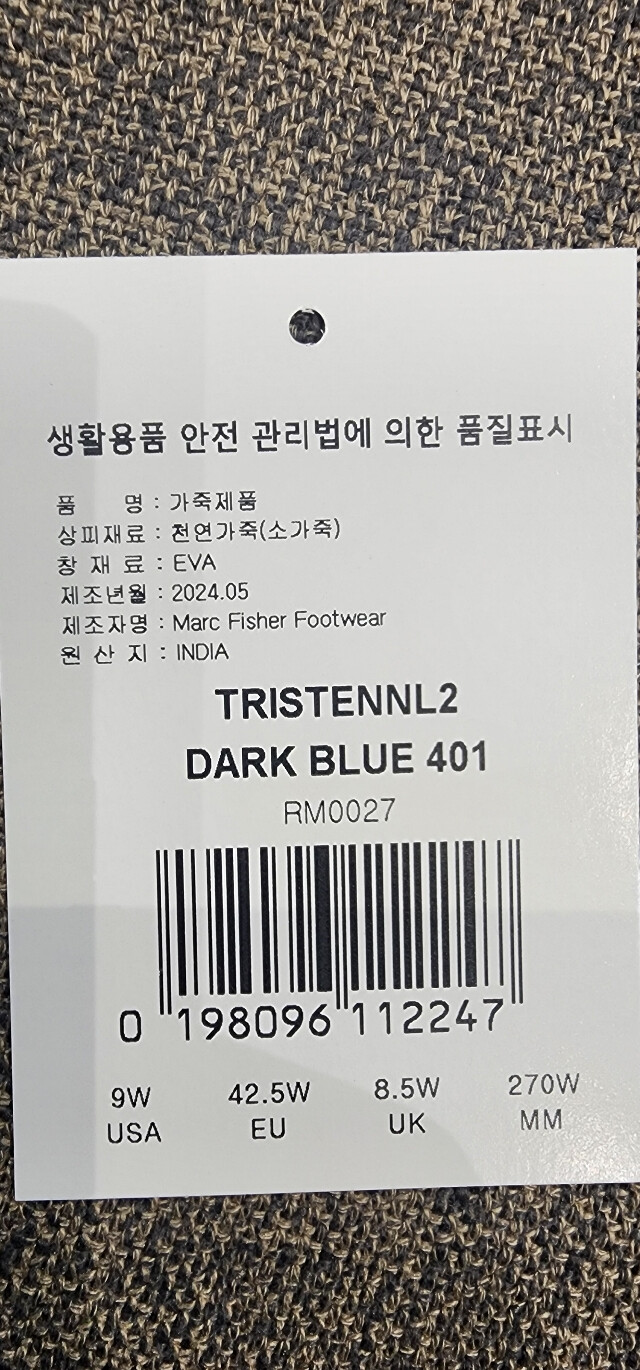 생활용품 안전 관리법에 의한 품질표시
품 명 : 가죽제품
상피재료 : 천연가죽(소가죽)
창 재 료 : EVA
제조년월 : 2024.05
제조자명 : Marc Fisher Footwear
원 산 지 : INDIA
TRISTENNL2
DARK BLUE 401
RM0027
0 198096 112247
9W 42.5W 8.5W 270W
USA EU UK MM